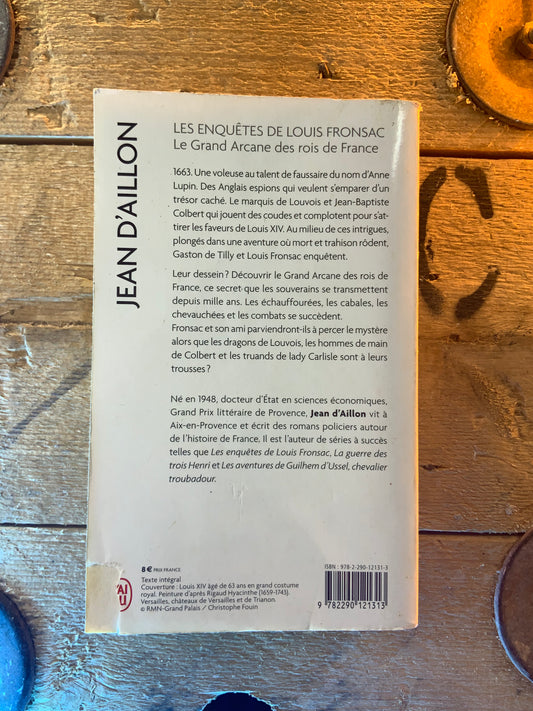 JEAN D'AILLON
LES ENQUÊTES DE LOUIS FRONSAC
Le Grand Arcane des rois de France
1663. Une voleuse au talent de faussaire du nom d'Anne
Lupin. Des Anglais espions qui veulent s'emparer d'un
trésor caché. Le marquis de Louvois et Jean-Baptiste
Colbert qui jouent des coudes et complotent pour s'at-
tirer les faveurs de Louis XIV. Au milieu de ces intrigues,
plongés dans une aventure où mort et trahison rôdent,
Gaston de Tilly et Louis Fronsac enquêtent.
Leur dessein ? Découvrir le Grand Arcane des rois de
France, ce secret que les souverains se transmettent
depuis mille ans. Les échauffourées, les cabales, les
chevauchées et les combats se succèdent.
Fronsac et son ami parviendront-ils à percer le mystère
alors que les dragons de Louvois, les hommes de main
de Colbert et les truands de lady Carlisle sont à leurs
trousses ?
Né en 1948, docteur d'État en sciences économiques,
Grand Prix littéraire de Provence, Jean d'Aillon vit à
Aix-en-Provence et écrit des romans policiers autour
de l'histoire de France. Il est l'auteur de séries à succès
telles que Les enquêtes de Louis Fronsac, La guerre des
trois Henri et Les aventures de Guilhem d'Ussel, chevalier
troubadour.
8 € PRIX FRANCE
Texte intégral
Couverture : Louis XIV âgé de 63 ans en grand costume
royal. Peinture d'après Rigaud Hyacinthe (1659-1743).
Versailles, châteaux de Versailles et de Trianon.
© RMN-Grand Palais / Christophe Fouin
ISBN : 978-2-290-12131-3
9 782290 121313